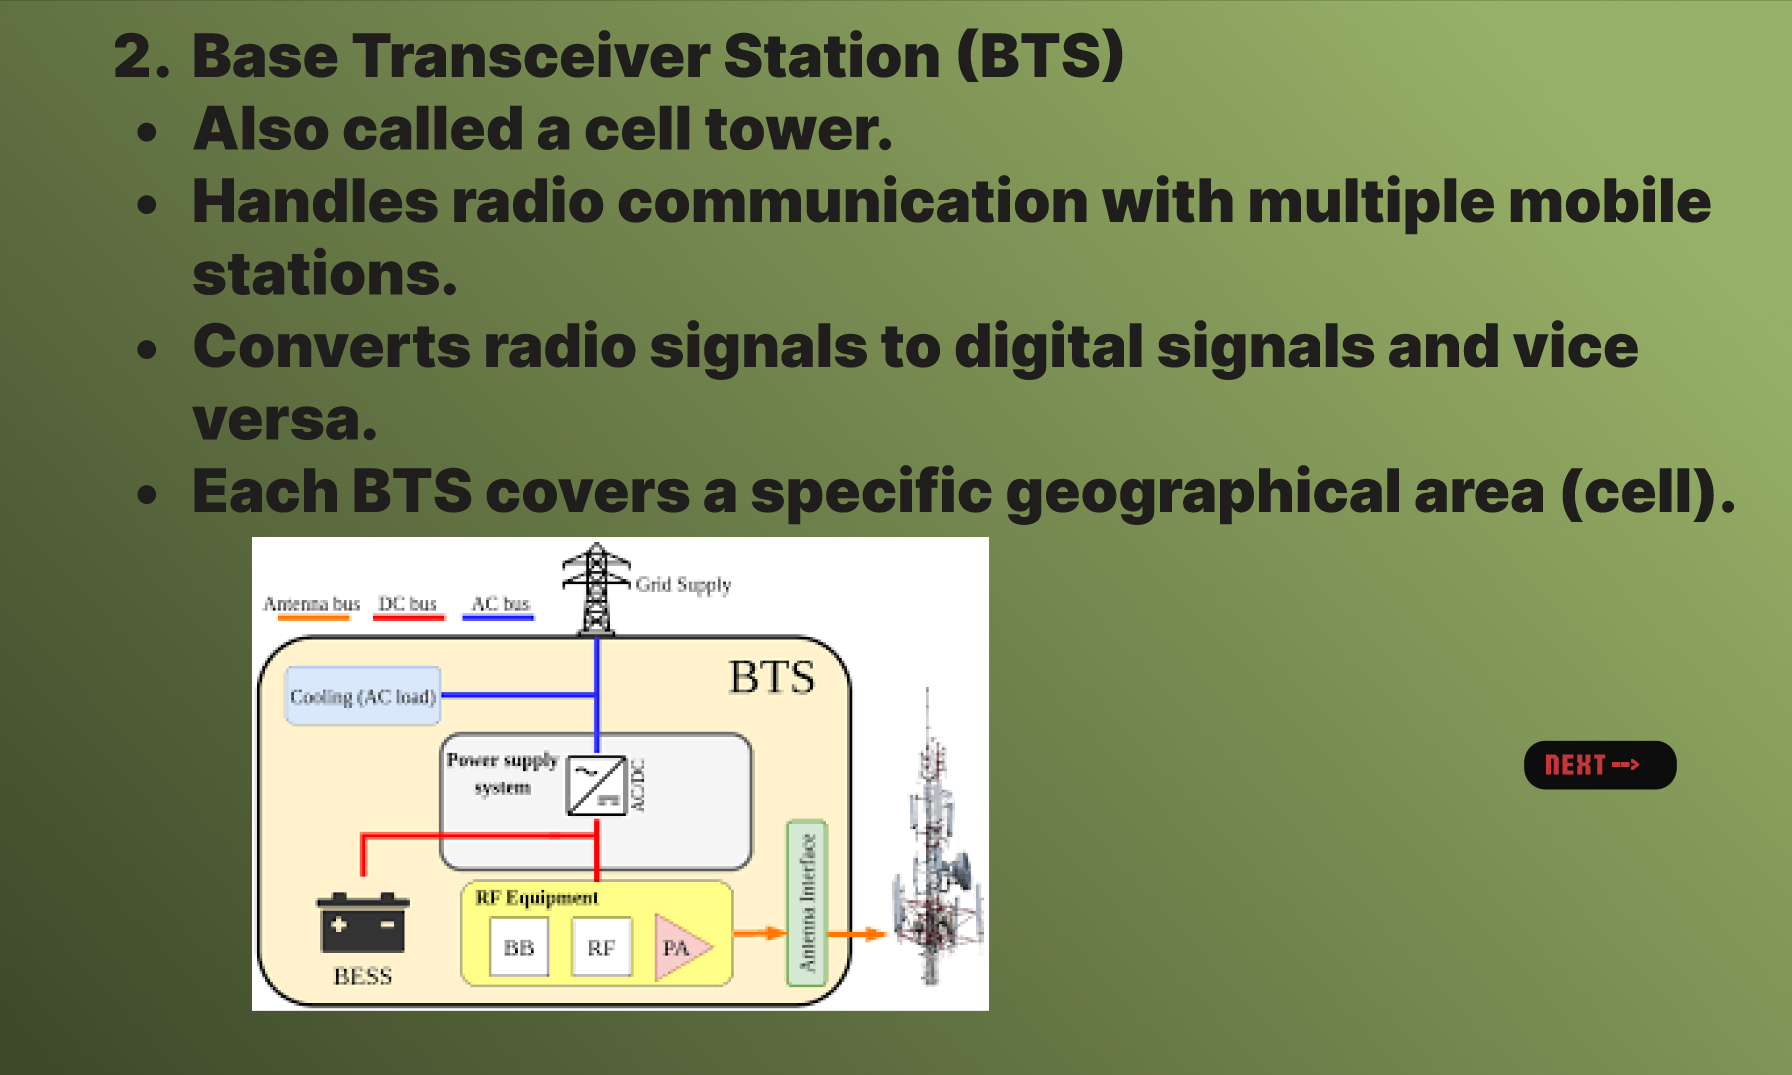 2. Base Transceiver Station (BTS)
• Also called a cell tower.
• Handles radio communication with multiple mobile
stations.
• Converts radio signals to digital signals and vice
versa.
• Each BTS covers a specific geographical area (cell).
Grid Supply
Antenna bus DC bus AC bus
BTS
Cooling (AC load)
Power supply
system
AC/DC
RF Equipment
BB RF PA
Antenna Interface
BESS
NEXT -->